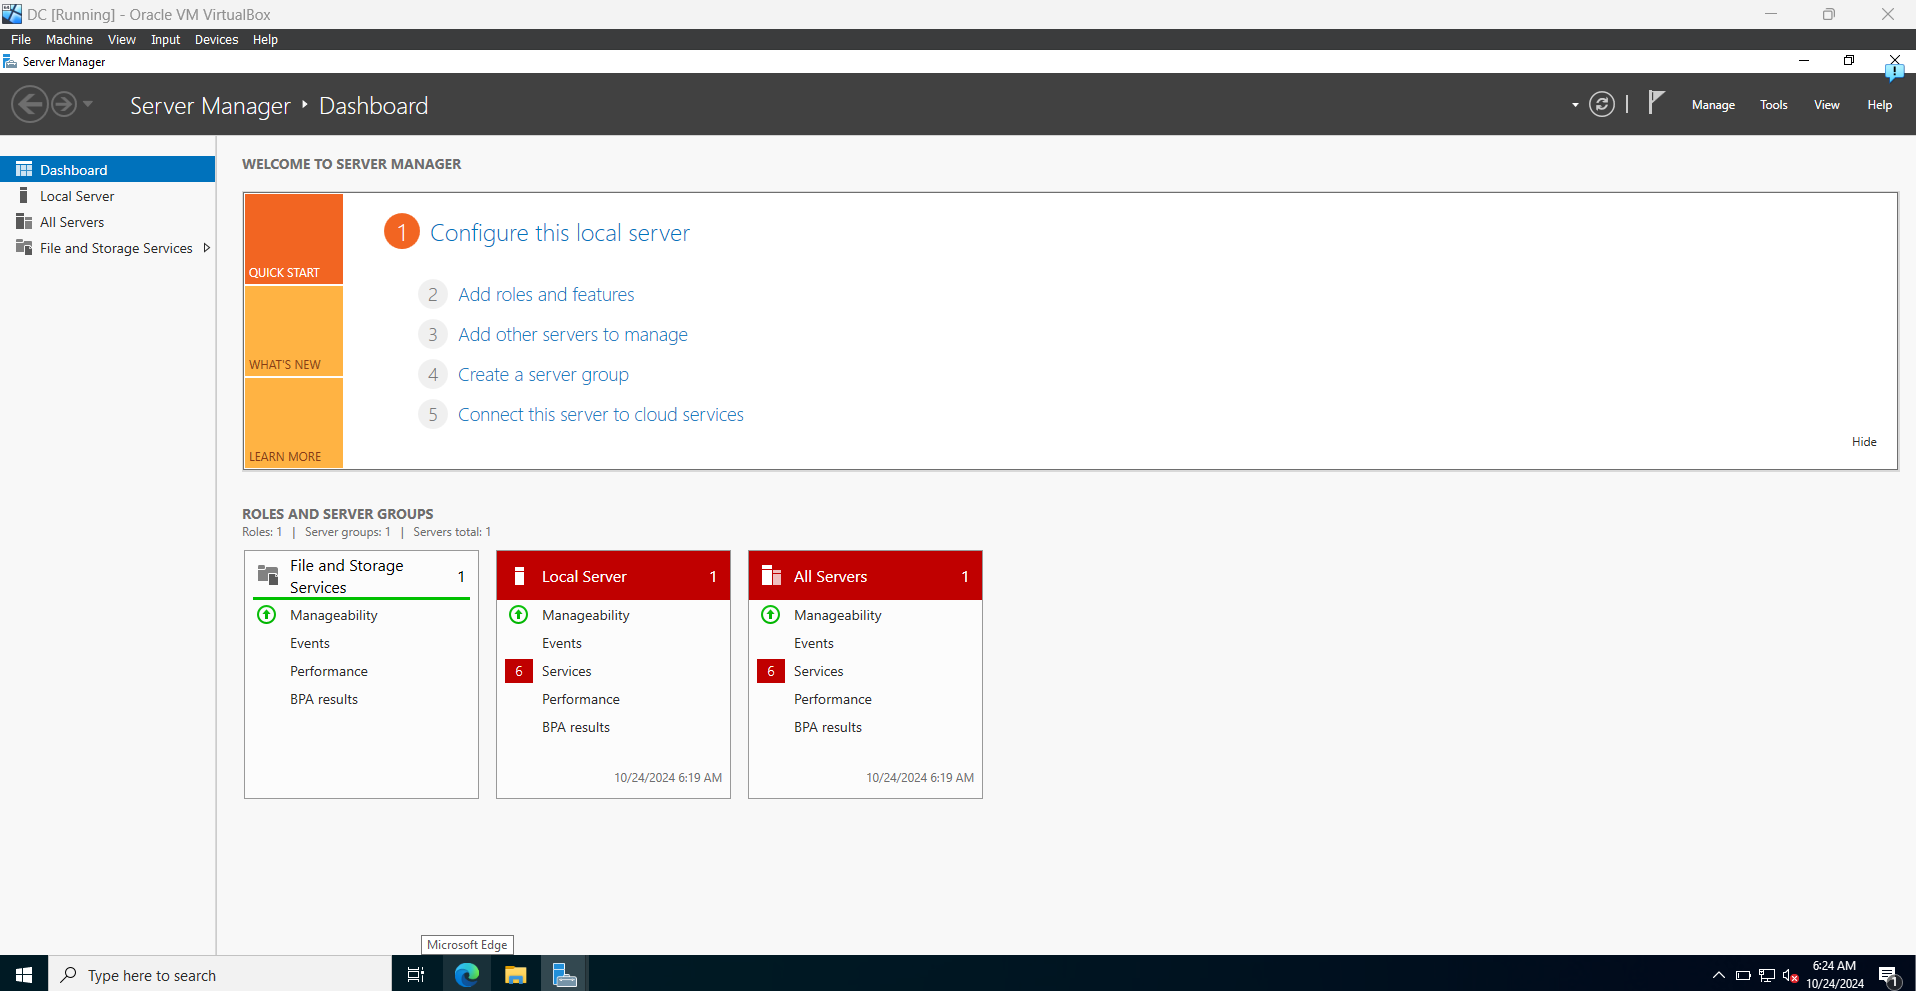 DC [Running] - Oracle VM VirtualBox
File Machine View Input Devices Help
Server Manager
Server Manager ‣ Dashboard
Manage Tools View Help
Dashboard
Local Server
All Servers
File and Storage Services
WELCOME TO SERVER MANAGER
QUICK START
WHAT'S NEW
LEARN MORE
1 Configure this local server
2 Add roles and features
3 Add other servers to manage
4 Create a server group
5 Connect this server to cloud services
Hide
ROLES AND SERVER GROUPS
Roles: 1 | Server groups: 1 | Servers total: 1
File and Storage
Services
1
Manageability
Events
Performance
BPA results
Local Server 1
Manageability
Events
6 Services
Performance
BPA results
10/24/2024 6:19 AM
All Servers 1
Manageability
Events
6 Services
Performance
BPA results
10/24/2024 6:19 AM
Microsoft Edge
Type here to search
6:24 AM
10/24/2024
1